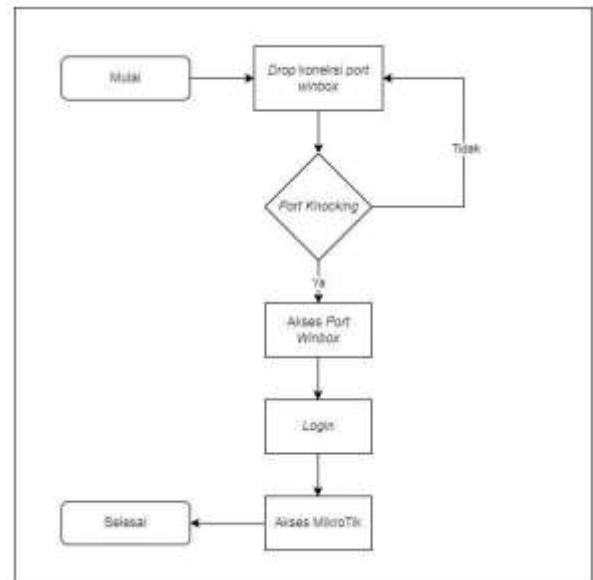 Mulai
Drop koneksi port
winbox
Tidak
Port Knocking
Ya
Akses Port
Winbox
Login
Akses MikroTik
Selesai